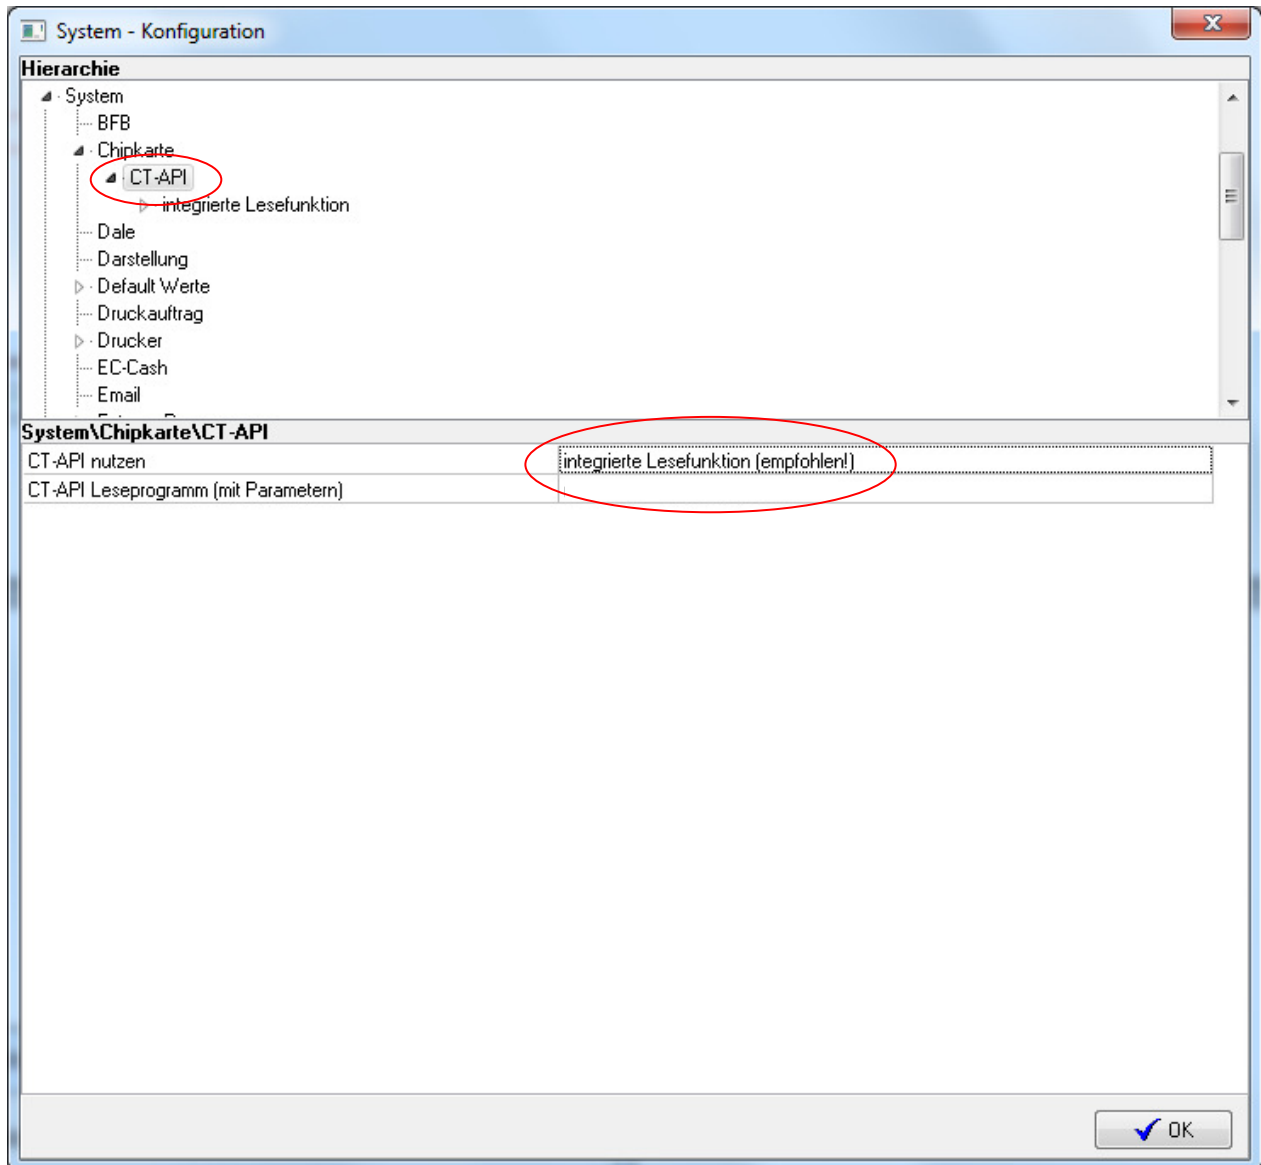 System - Konfiguration
Hierarchie
System
BFB
Chipkarte
CT-API
integrierte Lesefunktion
Dale
Darstellung
Default Werte
Druckauftrag
Drucker
EC-Cash
Email
System\Chipkarte\CT-API
CT-API nutzen integrierte Lesefunktion (empfohlen!)
CT-API Leseprogramm (mit Parametern)
OK